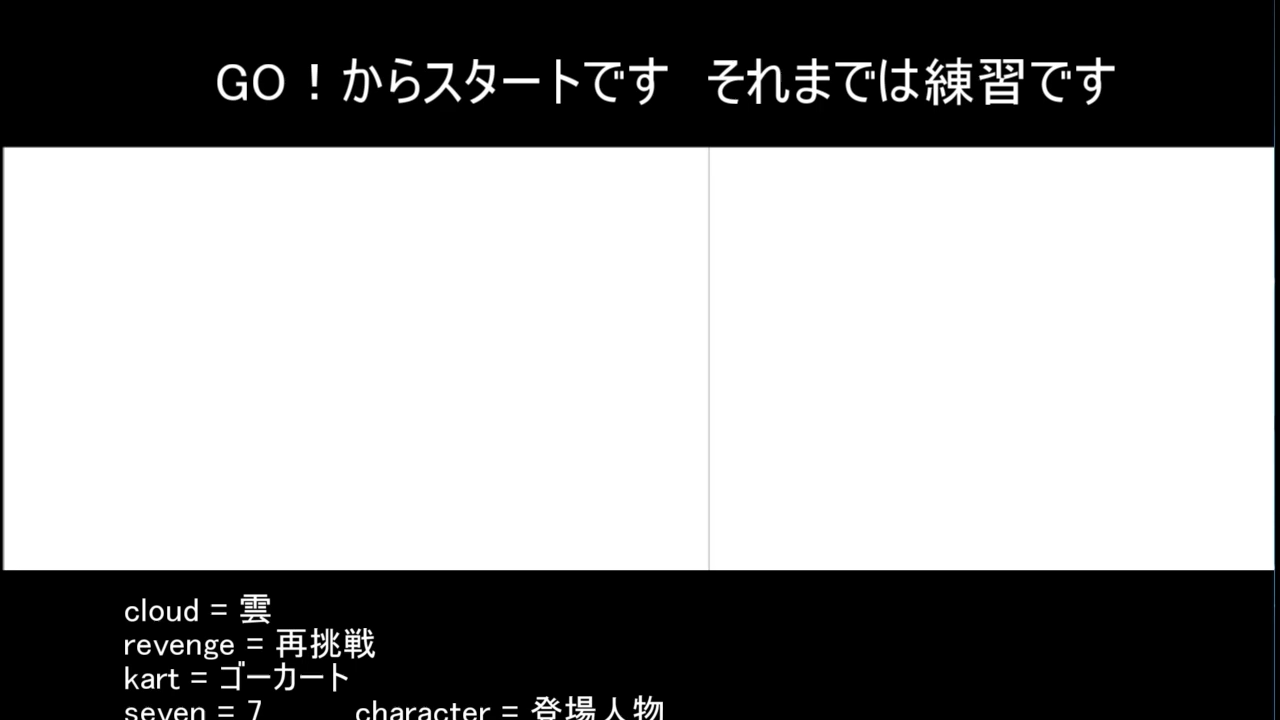 GO！からスタートです　それまでは練習です
cloud = 雲
revenge = 再挑戦
kart = ゴーカート
seven = 7　　　character = 登場人物